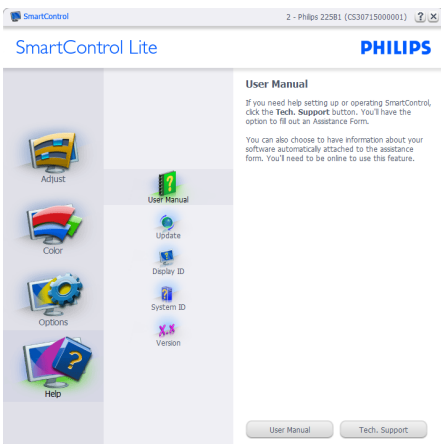 SmartControl
2 - Philips 225B1 (CS30715000001)
?
X
SmartControl Lite
PHILIPS
Adjust
Color
Options
Help
User Manual
Update
Display ID
System ID
X.X
Version
User Manual
If you need help setting up or operating SmartControl,
click the Tech. Support button. You'll have the
option to fill out an Assistance Form.
You can also choose to have information about your
software automatically attached to the assistance
form. You'll need to be online to use this feature.
User Manual
Tech. Support